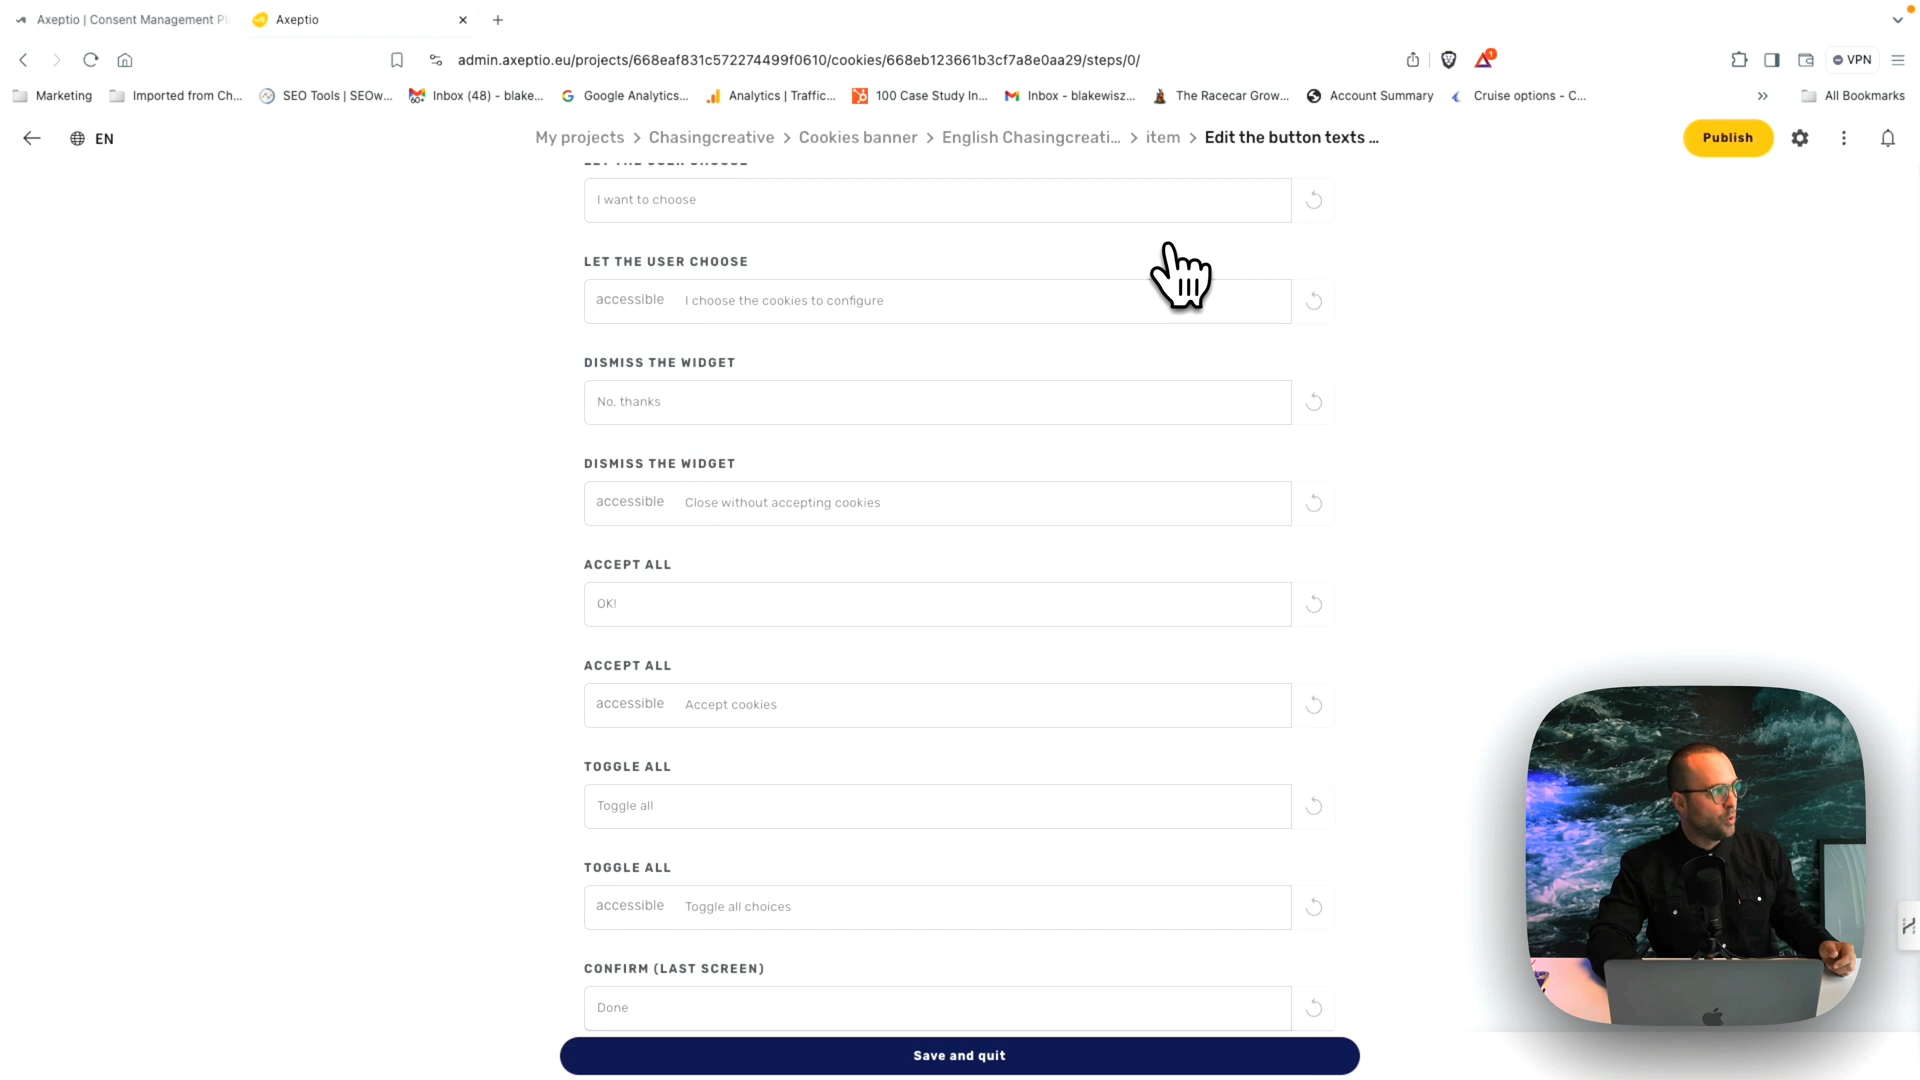 Axeptio | Consent Management Pl
Axeptio
admin.axeptio.eu/projects/668eaf831c572274499f0610/cookies/668eb123661b3cf7a8e0aa29/steps/0/
1
VPN
Marketing
Imported from Ch...
SEO Tools | SEOw...
Inbox (48) - blake...
Google Analytics...
Analytics | Traffic...
100 Case Study In...
Inbox - blakewisz...
The Racecar Grow...
Account Summary
Cruise options - C...
All Bookmarks
EN
My projects > Chasingcreative > Cookies banner > English Chasingcreati... > item > Edit the button texts ...
Publish
LET THE USER CHOOSE
I want to choose
LET THE USER CHOOSE
accessible I choose the cookies to configure
DISMISS THE WIDGET
No, thanks
DISMISS THE WIDGET
accessible Close without accepting cookies
ACCEPT ALL
OK!
ACCEPT ALL
accessible Accept cookies
TOGGLE ALL
Toggle all
TOGGLE ALL
accessible Toggle all choices
CONFIRM (LAST SCREEN)
Done
Save and quit